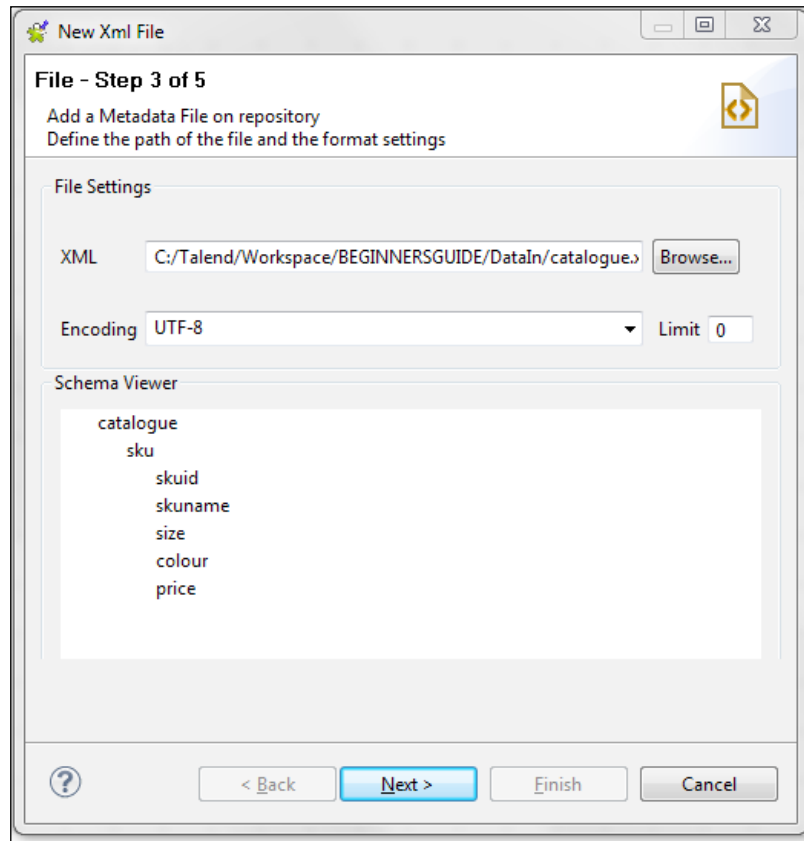 New Xml File
File - Step 3 of 5
Add a Metadata File on repository
Define the path of the file and the format settings
File Settings
XML C:/Talend/Workspace/BEGINNERSGUIDE/DataIn/catalogue.x Browse...
Encoding UTF-8 Limit 0
Schema Viewer
catalogue
sku
skuid
skuname
size
colour
price
? < Back Next > Finish Cancel